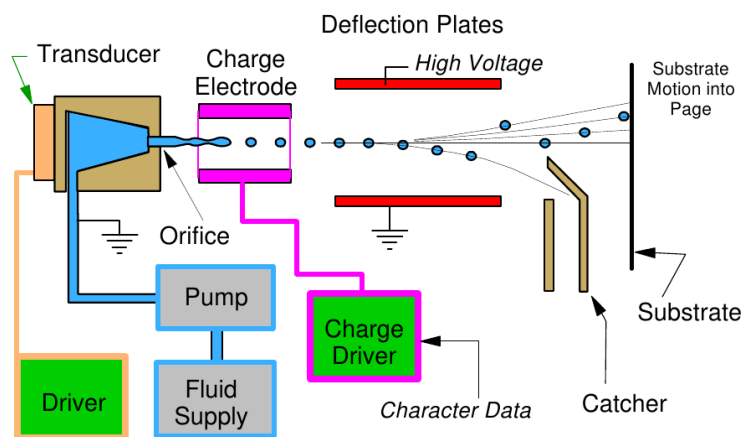 Deflection Plates
Transducer
Charge
Electrode
High Voltage
Substrate
Motion into
Page
Orifice
Pump
Charge
Driver
Substrate
Driver
Fluid
Supply
Character Data
Catcher